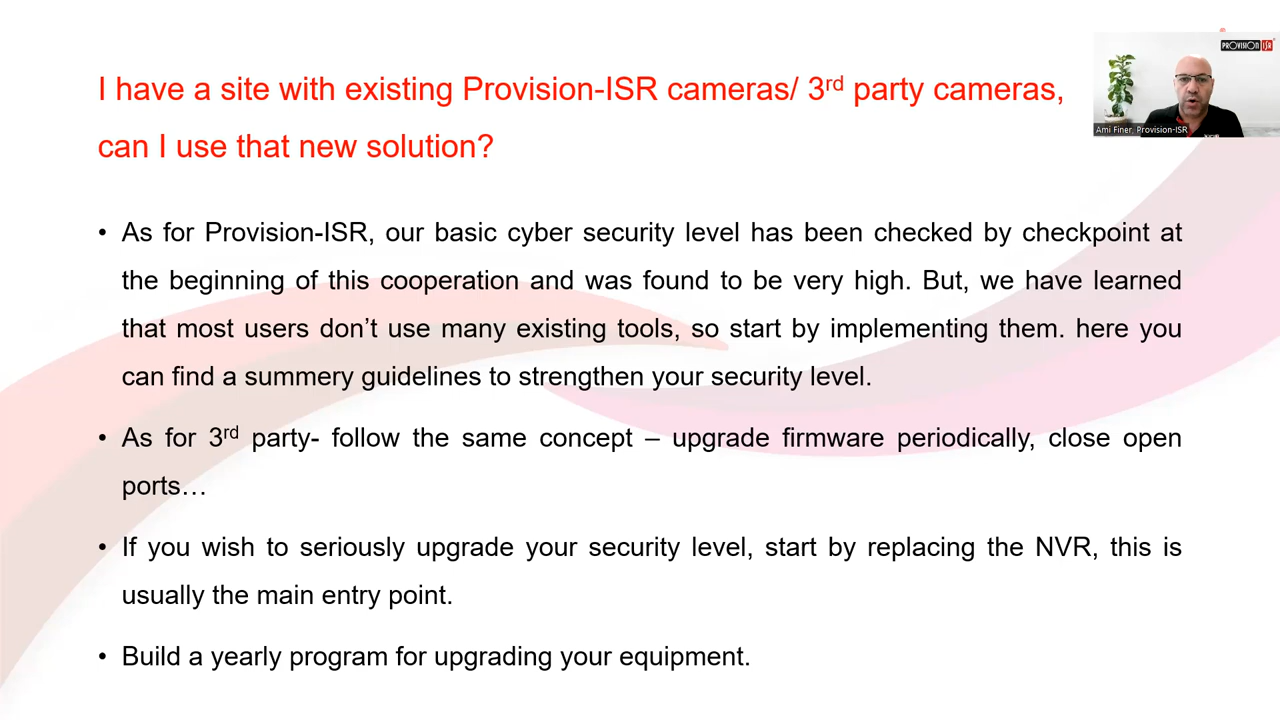 PROVISION ISR
I have a site with existing Provision-ISR cameras/ 3rd party cameras,
can I use that new solution?
Ami Finer, Provision-ISR
• As for Provision-ISR, our basic cyber security level has been checked by checkpoint at
the beginning of this cooperation and was found to be very high. But, we have learned
that most users don’t use many existing tools, so start by implementing them. here you
can find a summery guidelines to strengthen your security level.
• As for 3rd party- follow the same concept – upgrade firmware periodically, close open
ports…
• If you wish to seriously upgrade your security level, start by replacing the NVR, this is
usually the main entry point.
• Build a yearly program for upgrading your equipment.